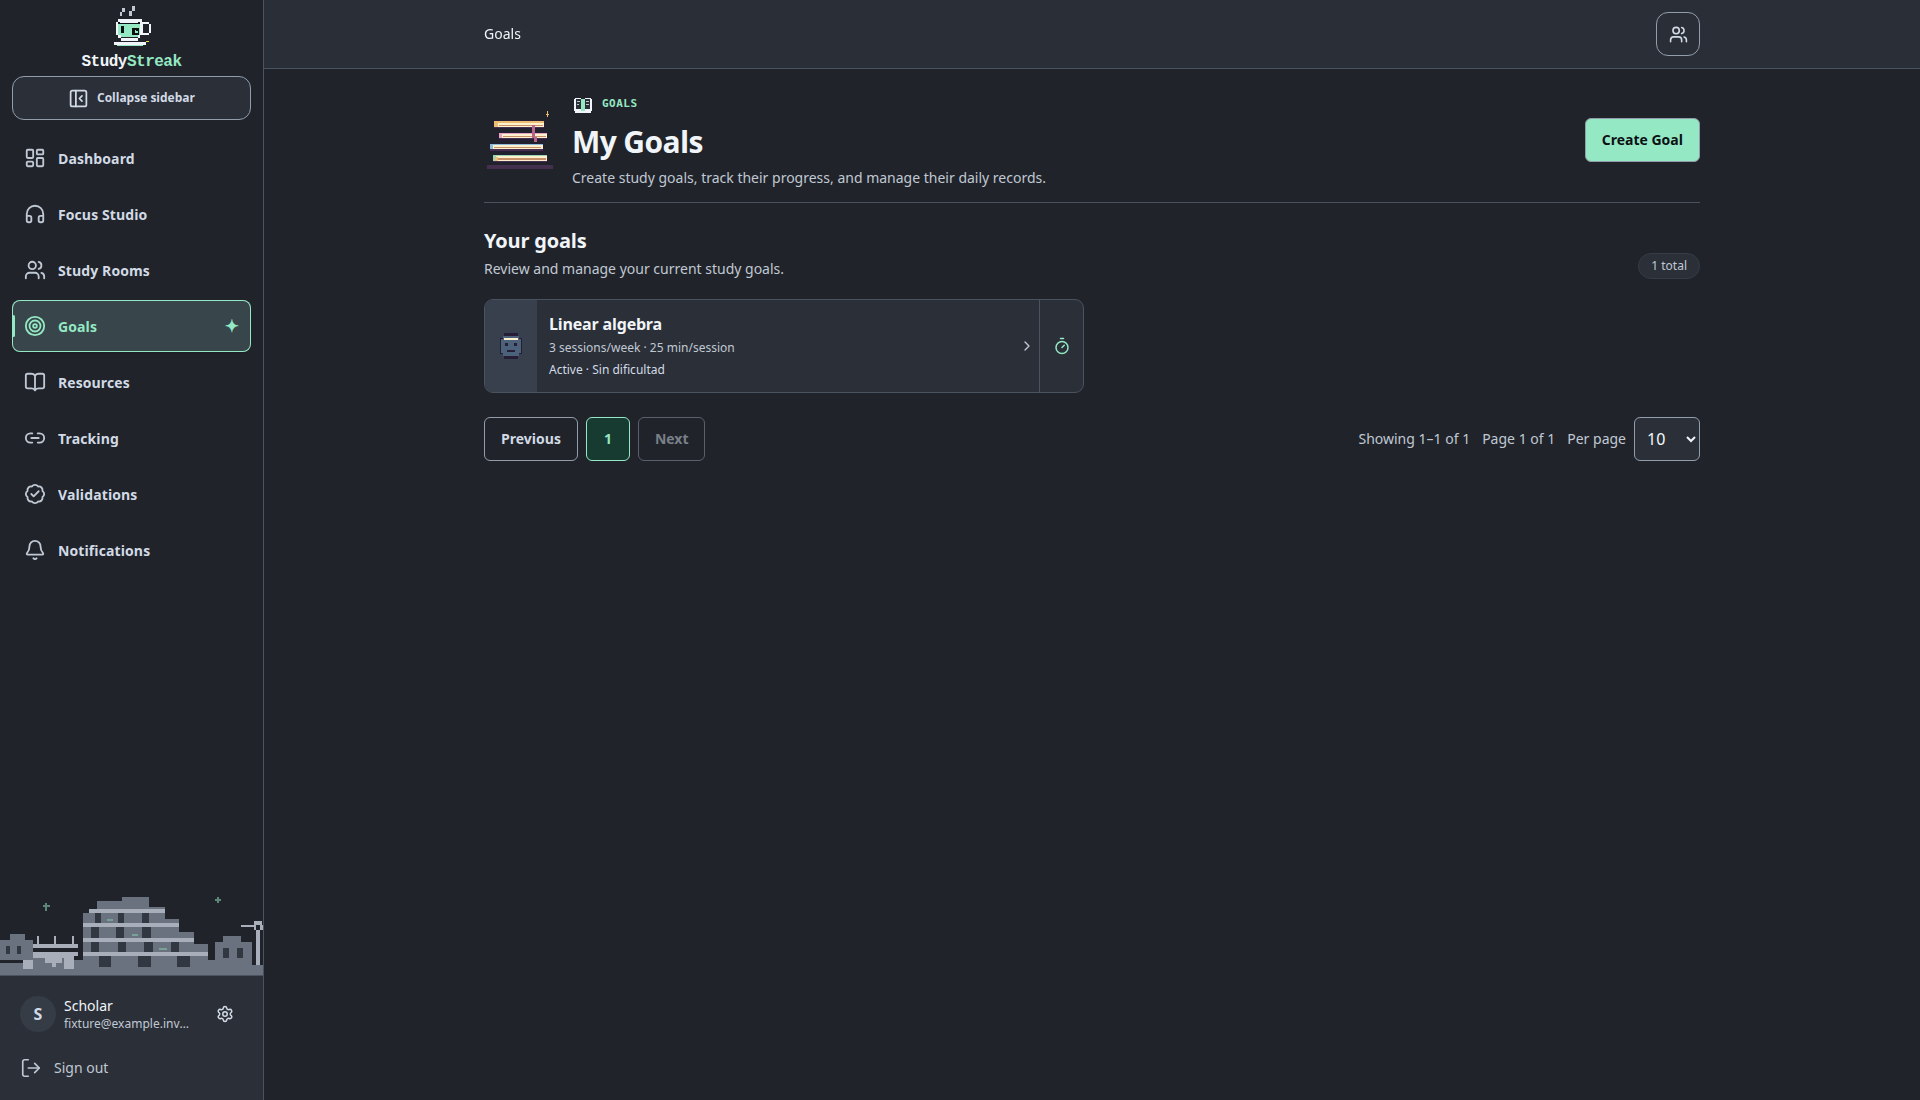 StudyStreak
Collapse sidebar
Dashboard
Focus Studio
Study Rooms
Goals
Resources
Tracking
Validations
Notifications
S
Scholar
fixture@example.inv...
Sign out
Goals
GOALS
My Goals
Create study goals, track their progress, and manage their daily records.
Create Goal
Your goals
Review and manage your current study goals.
1 total
Linear algebra
3 sessions/week · 25 min/session
Active · Sin dificultad
Previous
1
Next
Showing 1–1 of 1
Page 1 of 1
Per page
10